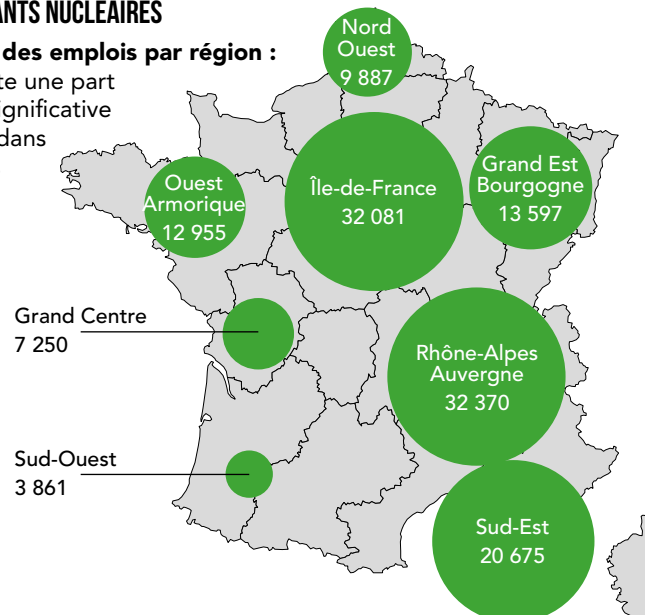 ANTS NUCLÉAIRES
des emplois par région :
te une part
ignificative
dans
Nord
Ouest
9 887
Ouest
Armorique
12 955
Île-de-France
32 081
Grand Est
Bourgogne
13 597
Grand Centre
7 250
Rhône-Alpes
Auvergne
32 370
Sud-Ouest
3 861
Sud-Est
20 675